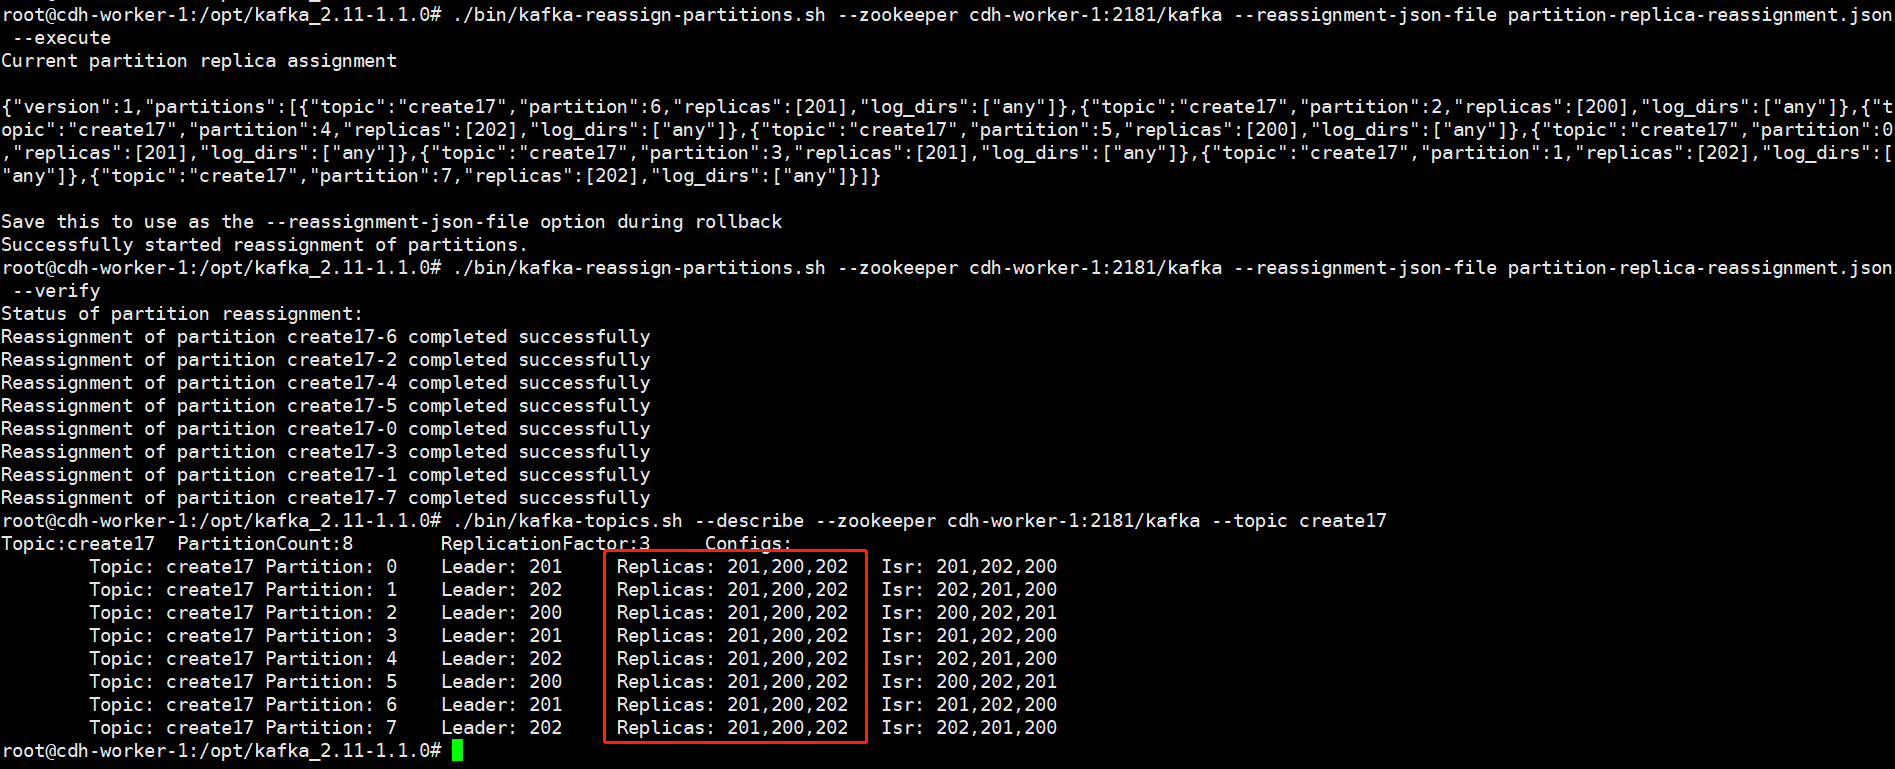 root@cdh-worker-1:/opt/kafka_2.11-1.1.0# ./bin/kafka-reassign-partitions.sh --zookeeper cdh-worker-1:2181/kafka --reassignment-json-file partition-replica-reassignment.json
 --execute
Current partition replica assignment

{"version":1,"partitions":[{"topic":"create17","partition":6,"replicas":[201],"log_dirs":["any"]},{"topic":"create17","partition":2,"replicas":[200],"log_dirs":["any"]},{"t
opic":"create17","partition":4,"replicas":[202],"log_dirs":["any"]},{"topic":"create17","partition":5,"replicas":[200],"log_dirs":["any"]},{"topic":"create17","partition":0
,"replicas":[201],"log_dirs":["any"]},{"topic":"create17","partition":3,"replicas":[201],"log_dirs":["any"]},{"topic":"create17","partition":1,"replicas":[202],"log_dirs":[
"any"]},{"topic":"create17","partition":7,"replicas":[202],"log_dirs":["any"]}]}

Save this to use as the --reassignment-json-file option during rollback
Successfully started reassignment of partitions.
root@cdh-worker-1:/opt/kafka_2.11-1.1.0# ./bin/kafka-reassign-partitions.sh --zookeeper cdh-worker-1:2181/kafka --reassignment-json-file partition-replica-reassignment.json
 --verify
Status of partition reassignment:
Reassignment of partition create17-6 completed successfully
Reassignment of partition create17-2 completed successfully
Reassignment of partition create17-4 completed successfully
Reassignment of partition create17-5 completed successfully
Reassignment of partition create17-0 completed successfully
Reassignment of partition create17-3 completed successfully
Reassignment of partition create17-1 completed successfully
Reassignment of partition create17-7 completed successfully
root@cdh-worker-1:/opt/kafka_2.11-1.1.0# ./bin/kafka-topics.sh --describe --zookeeper cdh-worker-1:2181/kafka --topic create17
Topic:create17	PartitionCount:8	ReplicationFactor:3	Configs:
	Topic: create17	Partition: 0	Leader: 201	Replicas: 201,200,202	Isr: 201,202,200
	Topic: create17	Partition: 1	Leader: 202	Replicas: 201,200,202	Isr: 202,201,200
	Topic: create17	Partition: 2	Leader: 200	Replicas: 201,200,202	Isr: 200,202,201
	Topic: create17	Partition: 3	Leader: 201	Replicas: 201,200,202	Isr: 201,202,200
	Topic: create17	Partition: 4	Leader: 202	Replicas: 201,200,202	Isr: 202,201,200
	Topic: create17	Partition: 5	Leader: 200	Replicas: 201,200,202	Isr: 200,202,201
	Topic: create17	Partition: 6	Leader: 201	Replicas: 201,200,202	Isr: 201,202,200
	Topic: create17	Partition: 7	Leader: 202	Replicas: 201,200,202	Isr: 202,201,200
root@cdh-worker-1:/opt/kafka_2.11-1.1.0#